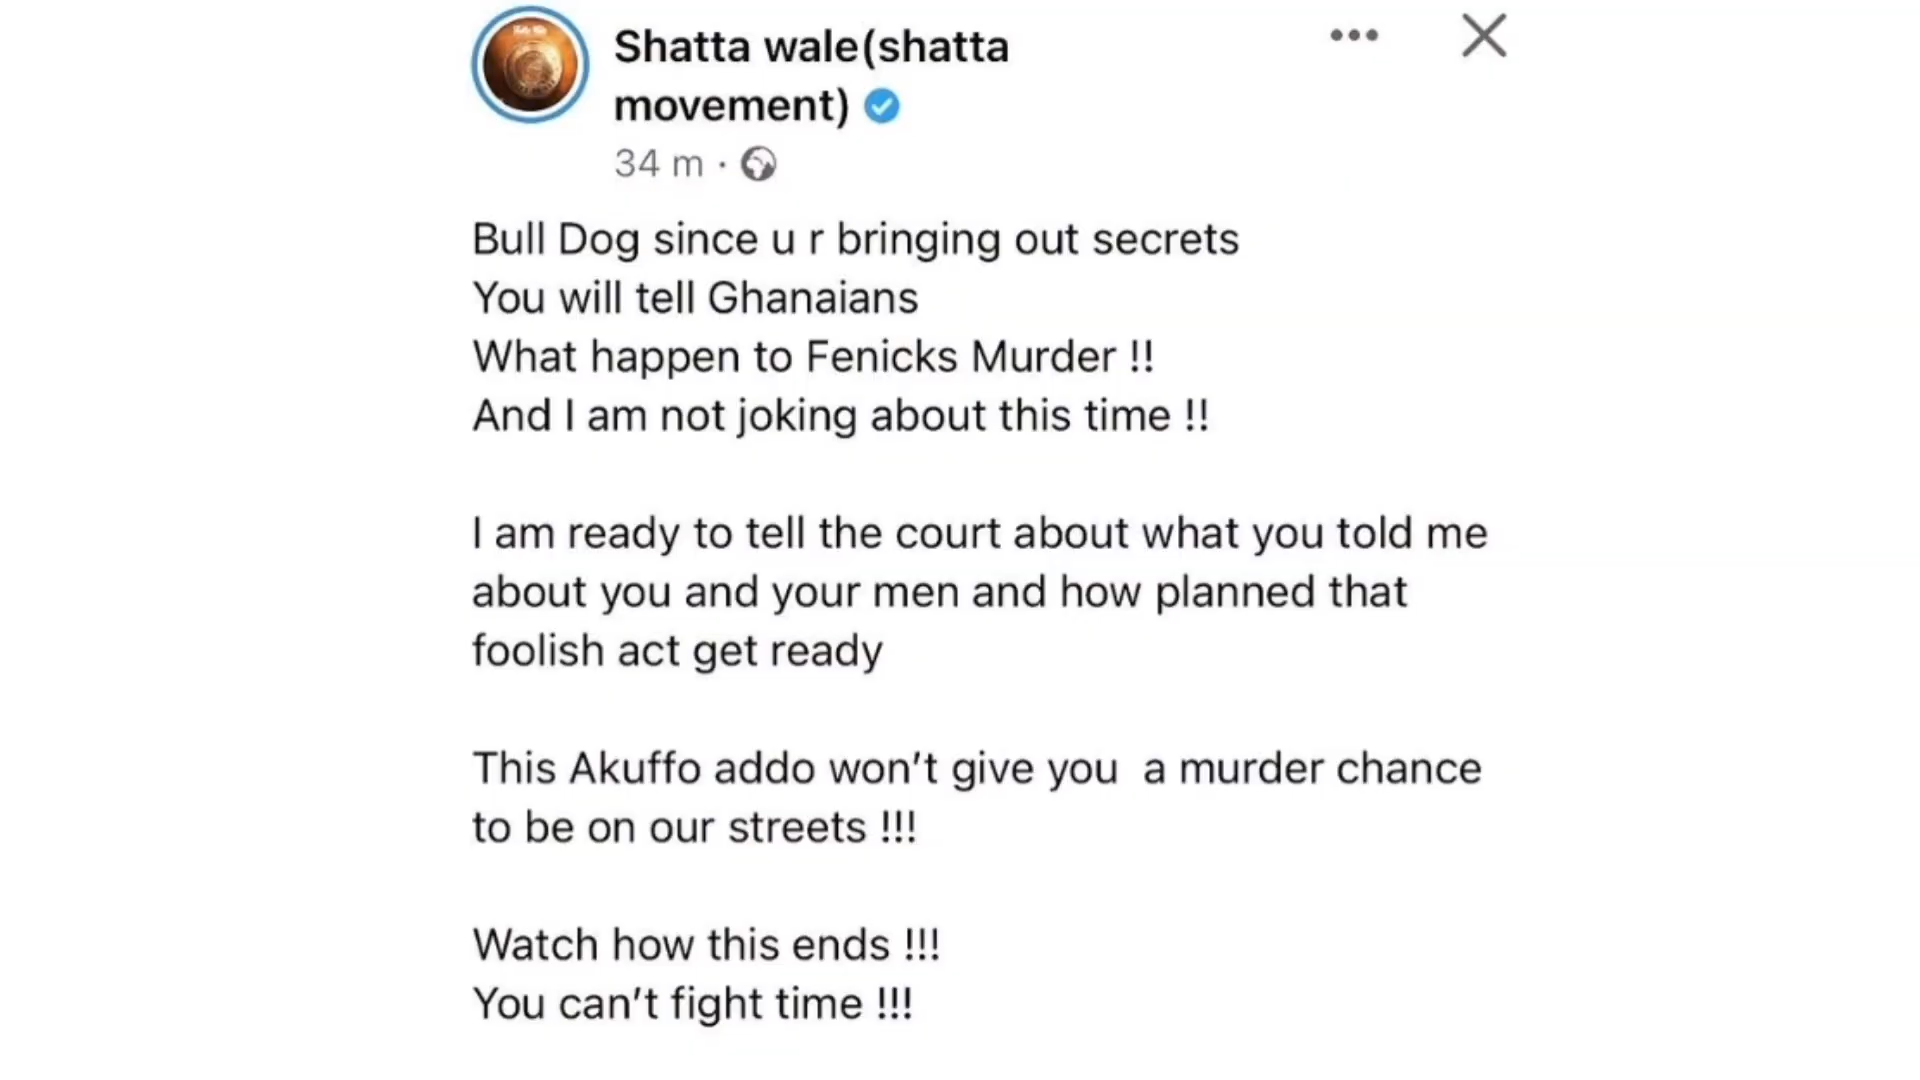 Shatta wale(shatta
movement)
34 m ·
Bull Dog since u r bringing out secrets
You will tell Ghanaians
What happen to Fenicks Murder !!
And I am not joking about this time !!
I am ready to tell the court about what you told me
about you and your men and how planned that
foolish act get ready
This Akuffo addo won’t give you  a murder chance
to be on our streets !!!
Watch how this ends !!!
You can’t fight time !!!